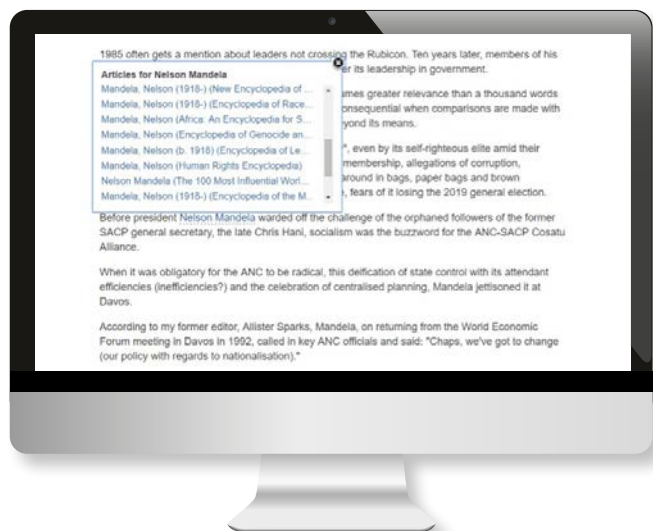 1985 often gets a mention about leaders not crossing the Rubicon. Ten years later, members of his
er its leadership in government.
Articles for Nelson Mandela
Mandela, Nelson (1918-) (New Encyclopedia of ...
Mandela, Nelson (1918-) (Encyclopedia of Race...
Mandela, Nelson (Africa: An Encyclopedia for S...
Mandela, Nelson (Encyclopedia of Genocide an...
Mandela, Nelson (b. 1918) (Encyclopedia of Le...
Mandela, Nelson (Human Rights Encyclopedia)
Nelson Mandela (The 100 Most Influential Worl...
Mandela, Nelson (1918-) (Encyclopedia of the M...
umes greater relevance than a thousand words
onsequential when comparisons are made with
eyond its means.
", even by its self-righteous elite amid their
membership, allegations of corruption,
around in bags, paper bags and brown
, fears of it losing the 2019 general election.
Before president Nelson Mandela warded off the challenge of the orphaned followers of the former
SACP general secretary, the late Chris Hani, socialism was the buzzword for the ANC-SACP Cosatu
Alliance.
When it was obligatory for the ANC to be radical, this deification of state control with its attendant
efficiencies (inefficiencies?) and the celebration of centralised planning, Mandela jettisoned it at
Davos.
According to my former editor, Allister Sparks, Mandela, on returning from the World Economic
Forum meeting in Davos in 1992, called in key ANC officials and said: "Chaps, we've got to change
(our policy with regards to nationalisation)."